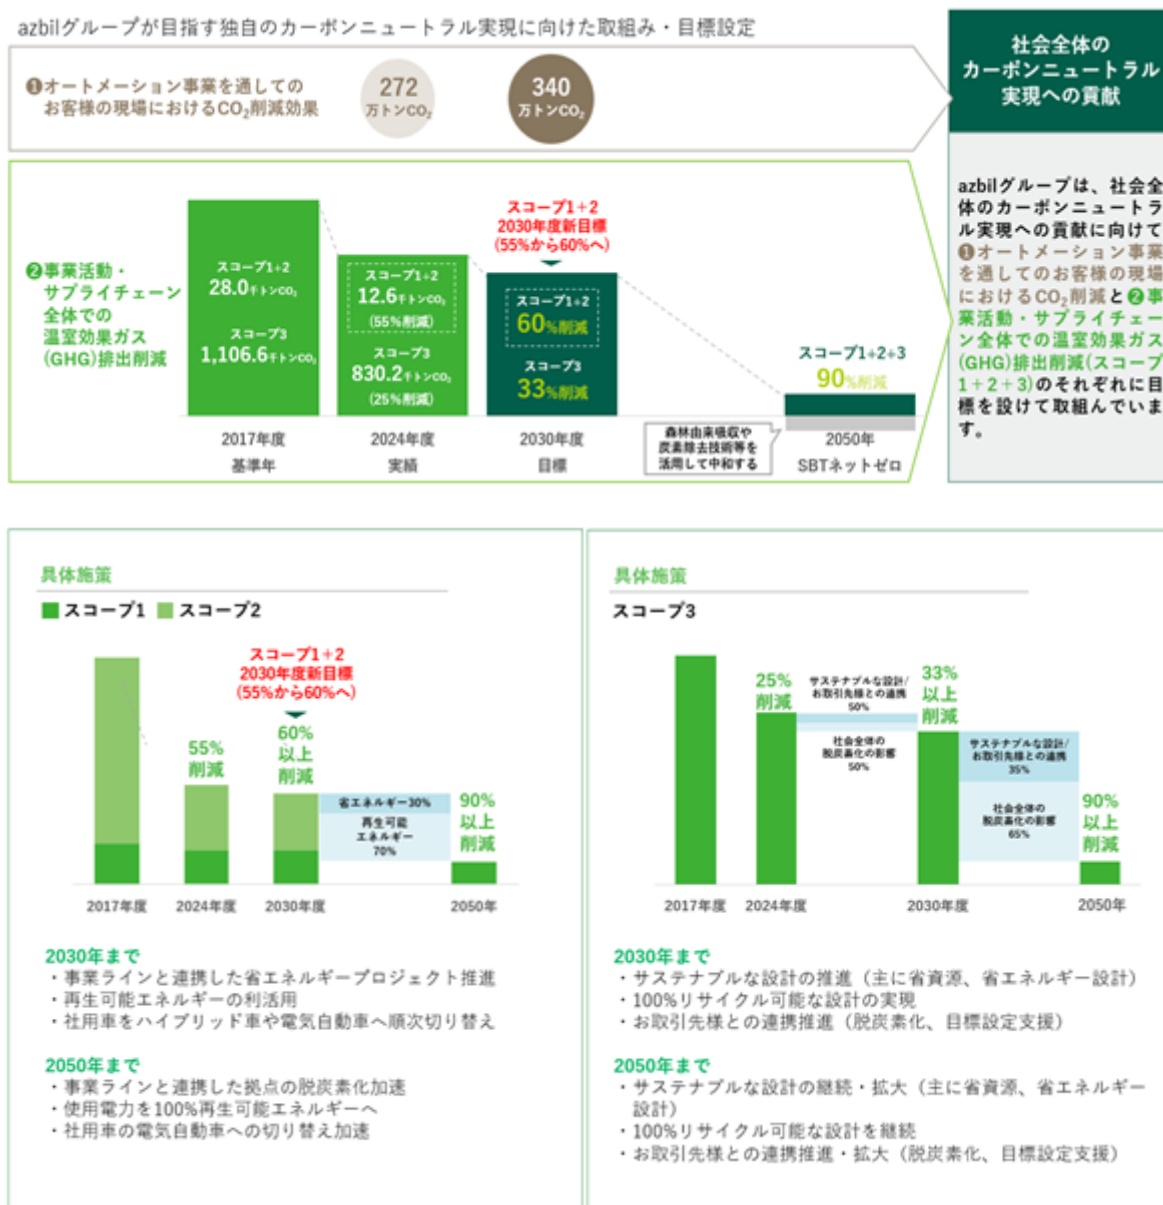 azbilグループが目指す独自のカーボンニュートラル実現に向けた取組み・目標設定
❶オートメーション事業を通しての
お客様の現場におけるCO₂削減効果
272
万トンCO₂
340
万トンCO₂
社会全体の
カーボンニュートラル
実現への貢献
❷事業活動・
サプライチェーン
全体での
温室効果ガス
(GHG)排出削減
スコープ1+2
28.0千トンCO₂
スコープ3
1,106.6千トンCO₂
2017年度
基準年
スコープ1+2
12.6千トンCO₂
(55%削減)
スコープ3
830.2千トンCO₂
(25%削減)
2024年度
実績
スコープ1+2
2030年度新目標
(55%から60%へ)
スコープ1+2
60%削減
スコープ3
33%削減
2030年度
目標
森林由来吸収や
炭素除去技術等を
活用して中和する
スコープ1+2+3
90%削減
2050年
SBTネットゼロ
azbilグループは、社会全
体のカーボンニュートラ
ル実現への貢献に向けて
❶オートメーション事業
を通してのお客様の現場
におけるCO₂削減と❷事
業活動・サプライチェー
ン全体での温室効果ガス
(GHG)排出削減(スコープ
1+2+3)のそれぞれに目
標を設けて取組んでいま
す。
具体施策
スコープ1 スコープ2
スコープ1+2
2030年度新目標
(55%から60%へ)
55%
削減
60%
以上
削減
省エネルギー30%
再生可能
エネルギー
70%
90%
以上
削減
2017年度 2024年度 2030年度 2050年
2030年まで
・事業ラインと連携した省エネルギープロジェクト推進
・再生可能エネルギーの利活用
・社用車をハイブリッド車や電気自動車へ順次切り替え
2050年まで
・事業ラインと連携した拠点の脱炭素化加速
・使用電力を100%再生可能エネルギーへ
・社用車の電気自動車への切り替え加速
具体施策
スコープ3
25%
削減
サステナブルな設計/
お取引先様との連携
50%
社会全体の
脱炭素化の影響
50%
33%
以上
削減
サステナブルな設計/
お取引先様との連携
35%
社会全体の
脱炭素化の影響
65%
90%
以上
削減
2017年度 2024年度 2030年度 2050年
2030年まで
・サステナブルな設計の推進（主に省資源、省エネルギー設計）
・100%リサイクル可能な設計の実現
・お取引先様との連携推進（脱炭素化、目標設定支援）
2050年まで
・サステナブルな設計の継続・拡大（主に省資源、省エネルギー
設計）
・100%リサイクル可能な設計を継続
・お取引先様との連携推進・拡大（脱炭素化、目標設定支援）